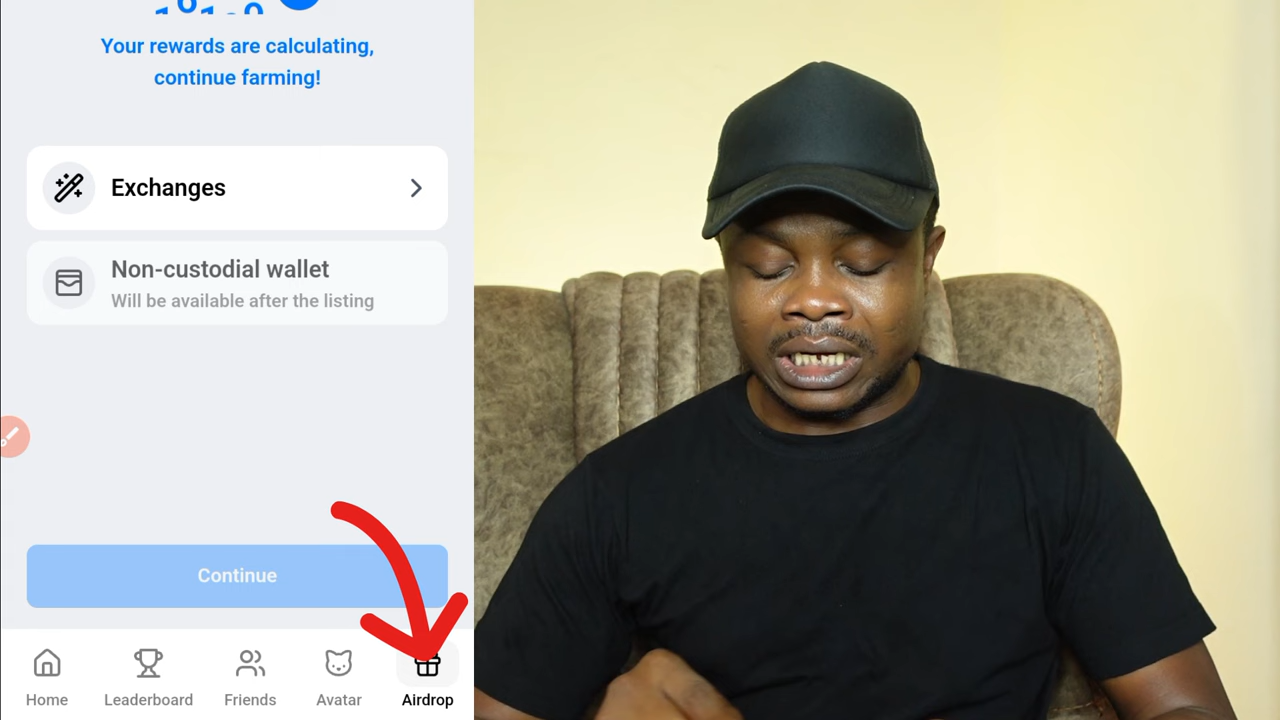 Your rewards are calculating,
continue farming!
Exchanges
Non-custodial wallet
Will be available after the listing
Continue
Home
Leaderboard
Friends
Avatar
Airdrop